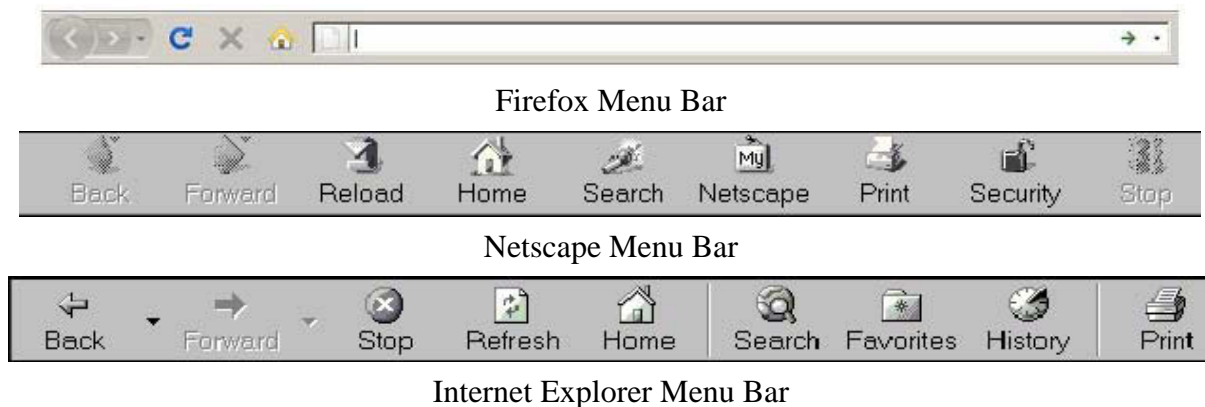 Firefox Menu Bar
Back Forward Reload Home Search My Netscape Print Security Stop
Netscape Menu Bar
Back Forward Stop Refresh Home Search Favorites History Print
Internet Explorer Menu Bar